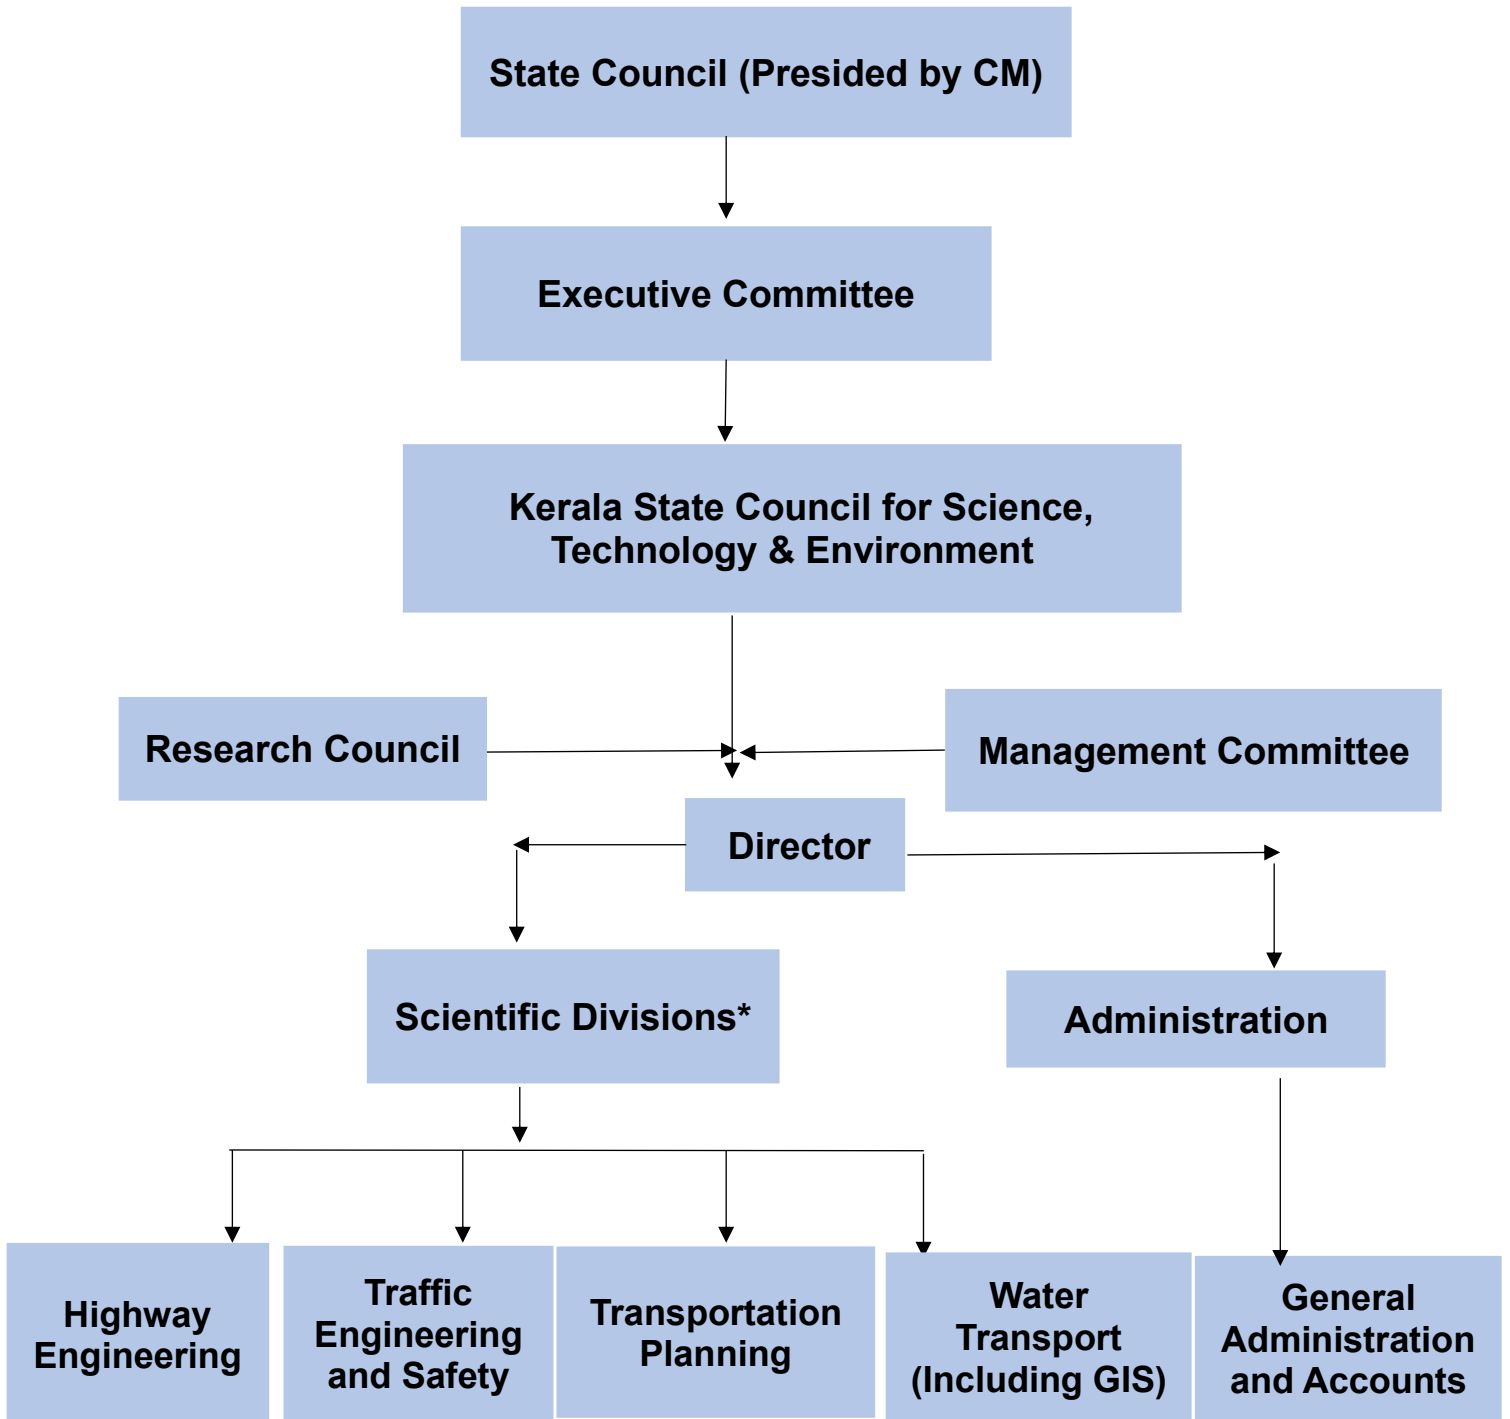 State Council (Presided by CM)
Executive Committee
Kerala State Council for Science,
Technology & Environment
Research Council
Management Committee
Director
Scientific Divisions*
Administration
Highway
Engineering
Traffic
Engineering
and Safety
Transportation
Planning
Water
Transport
(Including GIS)
General
Administration
and Accounts